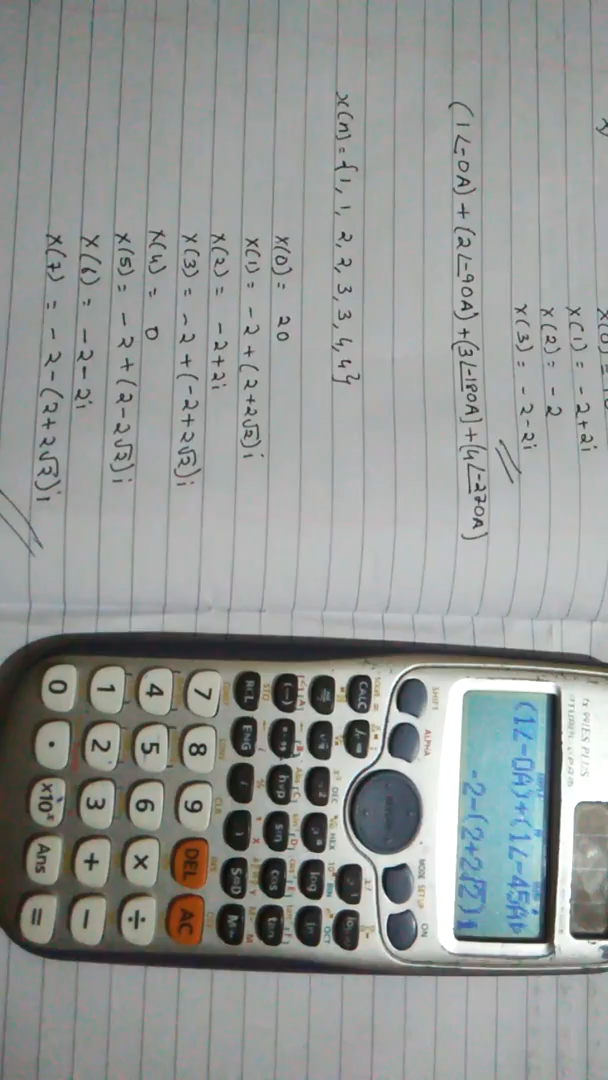 x(1) = -2+2i
x(2) = -2
x(3) = -2-2i
(1∠-0A) + (2∠-90A) + (3∠-180A) + (4∠-270A)
x(n) = {1, 1, 2, 2, 3, 3, 4, 4}
x(0) = 20
x(1) = -2 + (2+2√2)i
x(2) = -2+2i
x(3) = -2 + (-2+2√2)i
x(4) = 0
x(5) = -2 + (2-2√2)i
x(6) = -2-2i
x(7) = -2 - (2+2√2)i
(1∠-0A)+(1∠-45A)
-2-(2+2√2)i
SHIFT ALPHA MODE SETUP ON
CALC
log
ln
(-) hyp sin cos tan
RCL ENG ( ) S⇔D M+
7 8 9 DEL AC
4 5 6 × ÷
1 2 3 + −
0 . ×10ˣ Ans =